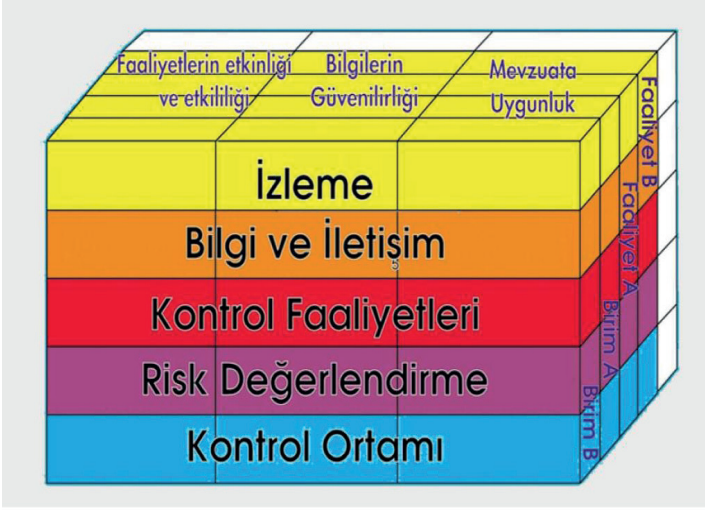 Faaliyetlerin etkinliği
ve etkililiği
Bilgilerin
Güvenilirliği
Mevzuata
Uygunluk
İzleme
Bilgi ve İletişim
Kontrol Faaliyetleri
Risk Değerlendirme
Kontrol Ortamı
Birim B
Birim A
Faaliyet A
Faaliyet B